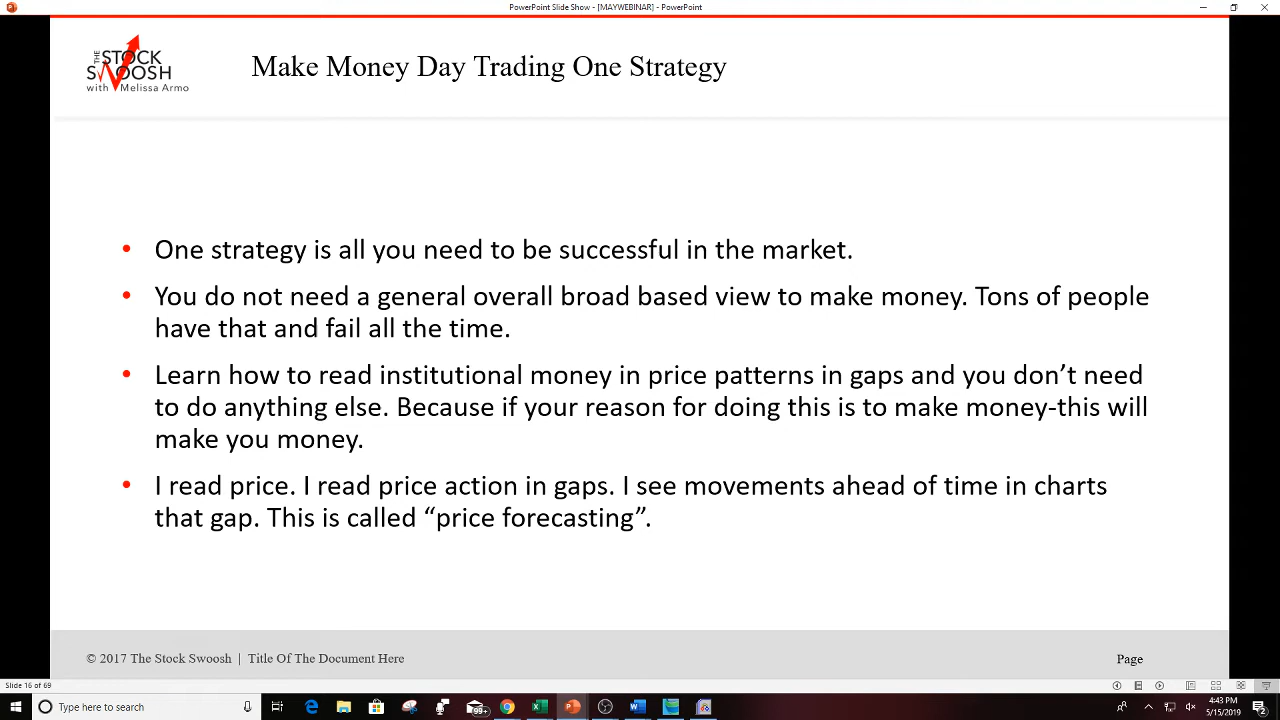 PowerPoint Slide Show - [MAYWEBINAR] - PowerPoint
THE STOCK
SWOOSH
with Melissa Armo
Make Money Day Trading One Strategy
• One strategy is all you need to be successful in the market.
• You do not need a general overall broad based view to make money. Tons of people
have that and fail all the time.
• Learn how to read institutional money in price patterns in gaps and you don't need
to do anything else. Because if your reason for doing this is to make money-this will
make you money.
• I read price. I read price action in gaps. I see movements ahead of time in charts
that gap. This is called “price forecasting”.
© 2017 The Stock Swoosh | Title Of The Document Here
Page
Slide 16 of 69
Type here to search
99+
4:43 PM
5/15/2019
2